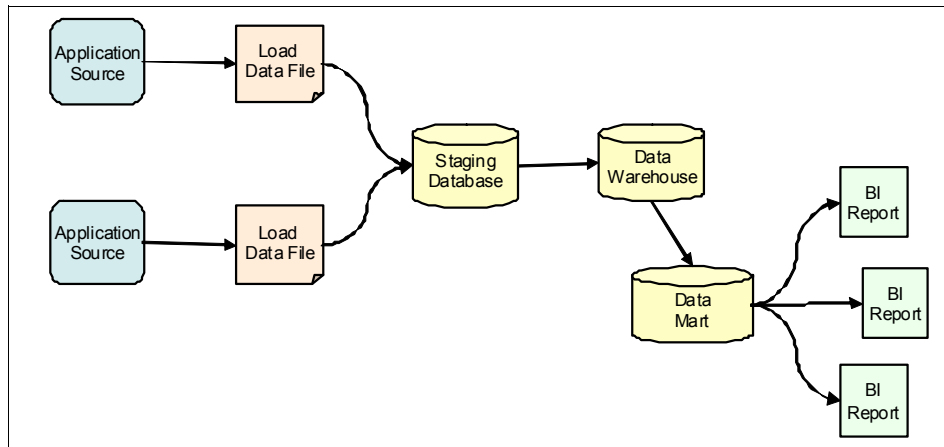 Application
Source
Load
Data File
Staging
Database
Data
Warehouse
BI
Report
Application
Source
Load
Data File
Data
Mart
BI
Report
BI
Report